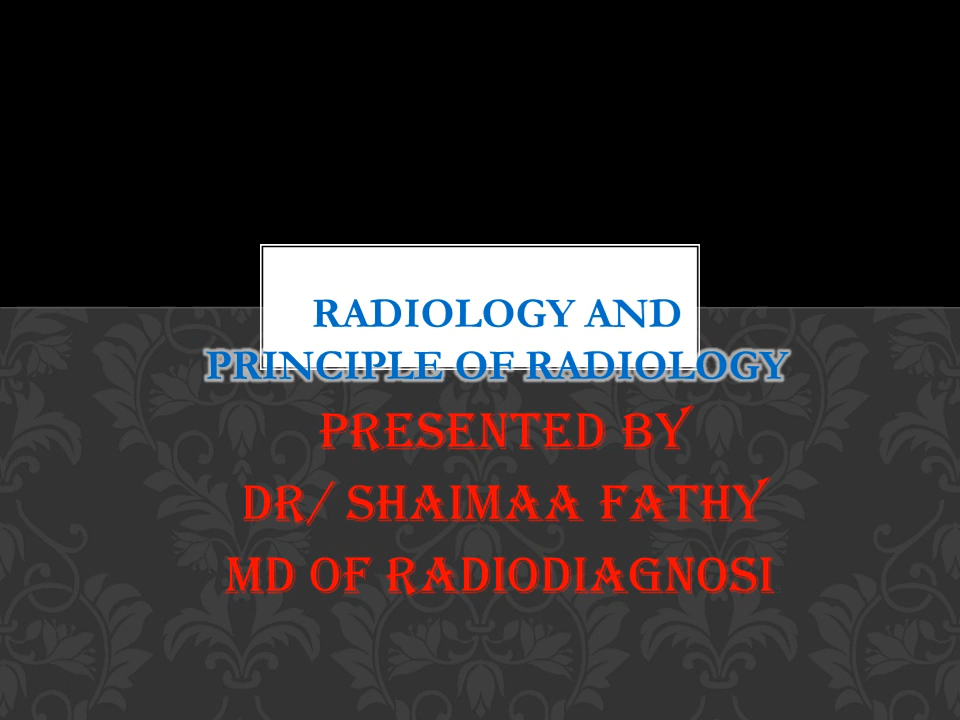 RADIOLOGY AND
PRINCIPLE OF RADIOLOGY
PRESENTED BY
DR/ SHAIMAA FATHY
MD OF RADIODIAGNOSI